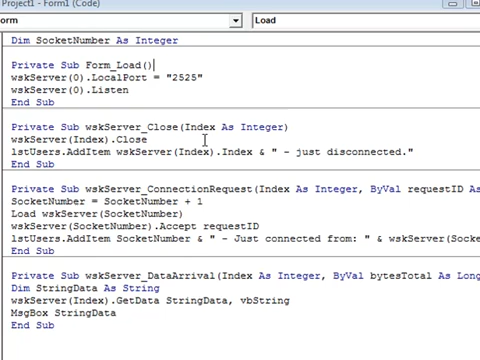 Project1 - Form1 (Code)
orm Load
Dim SocketNumber As Integer
Private Sub Form_Load()
wskServer(0).LocalPort = "2525"
wskServer(0).Listen
End Sub
Private Sub wskServer_Close(Index As Integer)
wskServer(Index).Close
lstUsers.AddItem wskServer(Index).Index & " - just disconnected."
End Sub
Private Sub wskServer_ConnectionRequest(Index As Integer, ByVal requestID As
SocketNumber = SocketNumber + 1
Load wskServer(SocketNumber)
wskServer(SocketNumber).Accept requestID
lstUsers.AddItem SocketNumber & " - Just connected from: " & wskServer(Socke
End Sub
Private Sub wskServer_DataArrival(Index As Integer, ByVal bytesTotal As Long
Dim StringData As String
wskServer(Index).GetData StringData, vbString
MsgBox StringData
End Sub